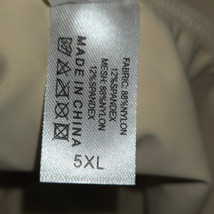 FABRIC: 88%NYLON
12%SPANDEX
MESH: 88%NYLON
12%SPANDEX
MADE IN CHINA
5XL